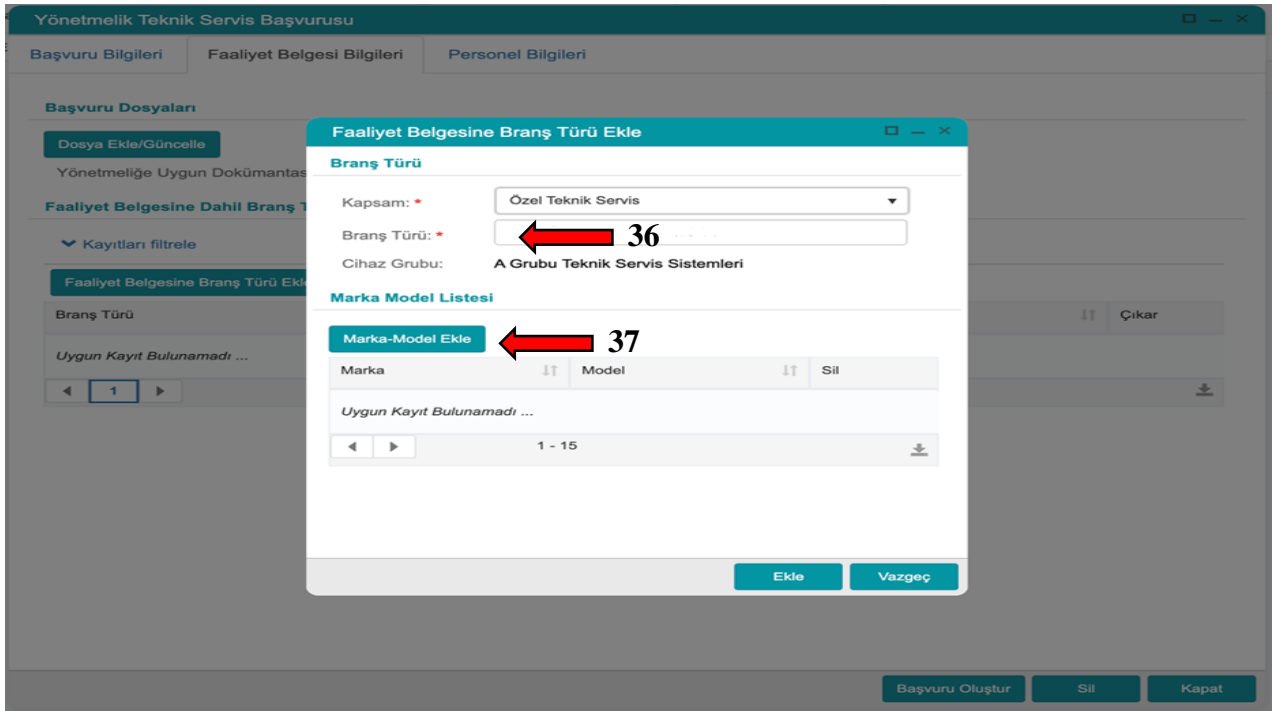 Yönetmelik Teknik Servis Başvurusu
Başvuru Bilgileri Faaliyet Belgesi Bilgileri Personel Bilgileri
Başvuru Dosyaları
Dosya Ekle/Güncelle
Yönetmeliğe Uygun Dokümantas
Faaliyet Belgesine Dahil Branş T
Kayıtları filtrele
Faaliyet Belgesine Branş Türü Ekl
Branş Türü Çıkar
Uygun Kayıt Bulunamadı ...
1
Faaliyet Belgesine Branş Türü Ekle
Branş Türü
Kapsam: * Özel Teknik Servis
Branş Türü: * 36
Cihaz Grubu: A Grubu Teknik Servis Sistemleri
Marka Model Listesi
Marka-Model Ekle 37
Marka Model Sil
Uygun Kayıt Bulunamadı ...
1 - 15
Ekle Vazgeç
Başvuru Oluştur Sil Kapat